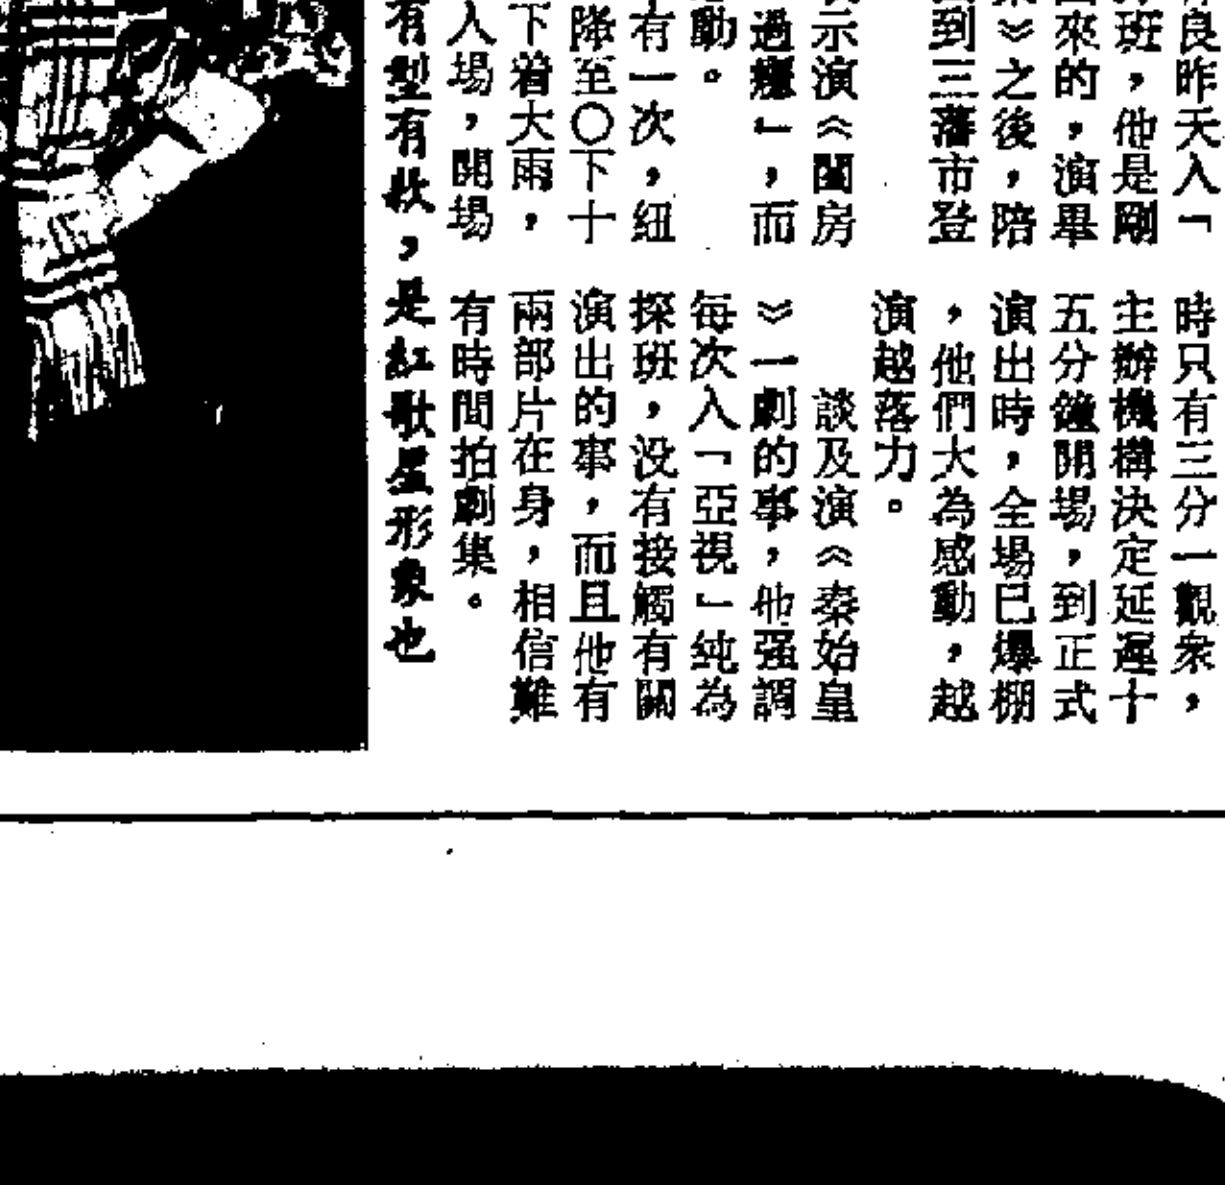 良昨天入「
班，他是剛
來的，演畢
》之後，陪
到三藩市登
示演《閨房
過癮」，而
動。
有一次，紐
降至〇下十
下着大雨，
入場，開場
時只有三分一觀衆，
主辦機構決定延遲十
五分鐘開場，到正式
演出時，全場已爆棚
，他們大為感動，越
演越落力。
談及演《秦始皇
》一劇的事，他强調
每次入「亞視」純為
探班，没有接觸有關
演出的事，而且他有
兩部片在身，相信難
有時間拍劇集。
有型有款，是紅歌星形象也